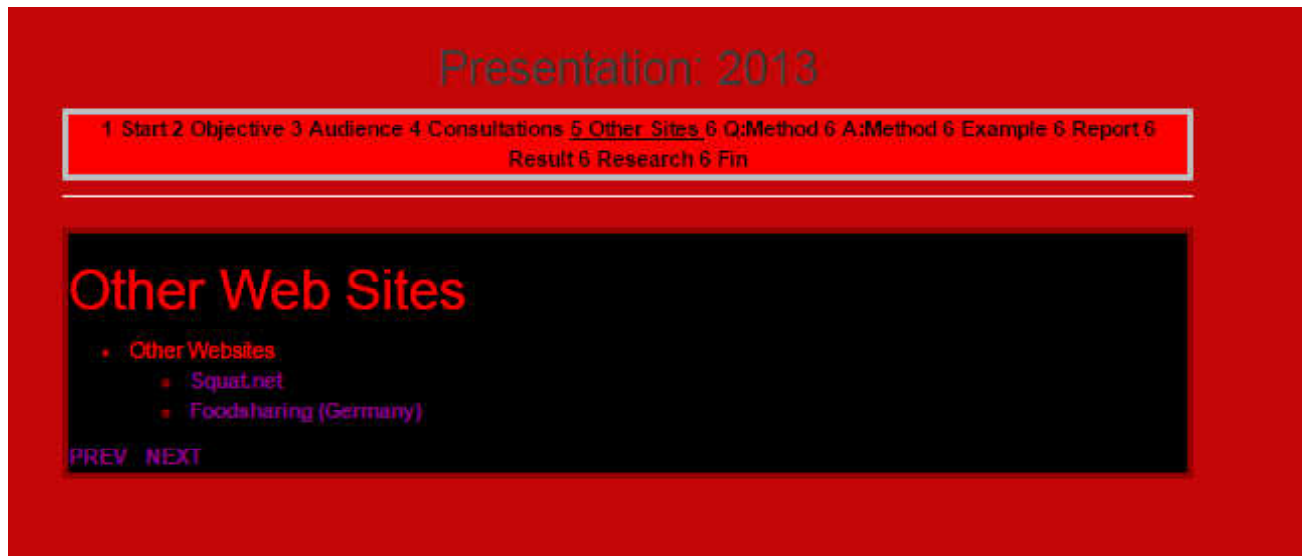 Presentation: 2013
1 Start 2 Objective 3 Audience 4 Consultations 5 Other Sites 6 Q:Method 6 A:Method 6 Example 6 Report 6
Result 6 Research 6 Fin
Other Web Sites
Other Websites
Squat.net
Foodsharing (Germany)
PREV NEXT